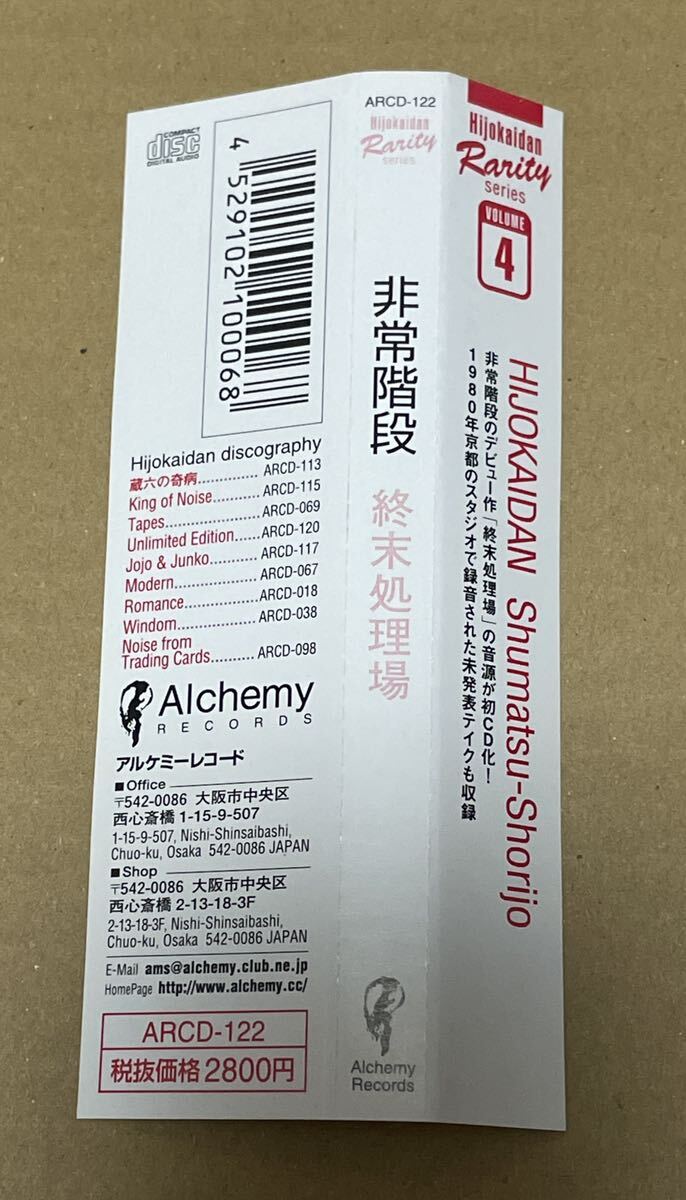 COMPACT
disc
DIGITAL AUDIO
4 529102 100068
Hijokaidan discography
蔵六の奇病.............. ARCD-113
King of Noise........... ARCD-115
Tapes...................... ARCD-069
Unlimited Edition...... ARCD-120
Jojo & Junko........... ARCD-117
Modern................... ARCD-067
Romance................. ARCD-018
Windom.................. ARCD-038
Noise from
Trading Cards.......... ARCD-098
Alchemy
RECORDS
アルケミーレコード
■Office
〒542-0086 大阪市中央区
西心斎橋 1-15-9-507
1-15-9-507, Nishi-Shinsaibashi,
Chuo-ku, Osaka 542-0086 JAPAN
■Shop
〒542-0086 大阪市中央区
西心斎橋 2-13-18-3F
2-13-18-3F, Nishi-Shinsaibashi,
Chuo-ku, Osaka 542-0086 JAPAN
E-Mail ams@alchemy.club.ne.jp
HomePage http://www.alchemy.cc/
ARCD-122
税抜価格2800円
ARCD-122
Hijokaidan
Rarity
series
非常階段 終末処理場
Alchemy
Records
Hijokaidan
Rarity
series
VOLUME
4
HIJOKAIDAN Shumatsu-Shorijo
非常階段のデビュー作「終末処理場」の音源が初CD化！
1980年京都のスタジオで録音された未発表テイクも収録